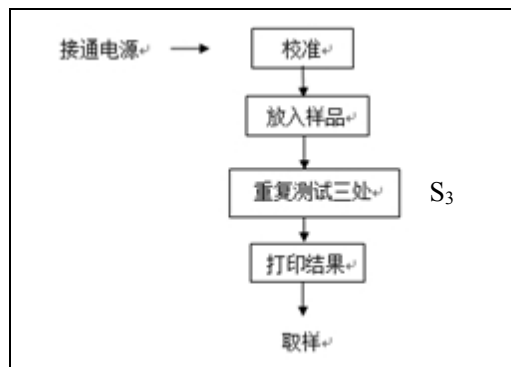 接通电源↵
校准↵
放入样品↵
重复测试三处↵
S₃
打印结果↵
取样↵